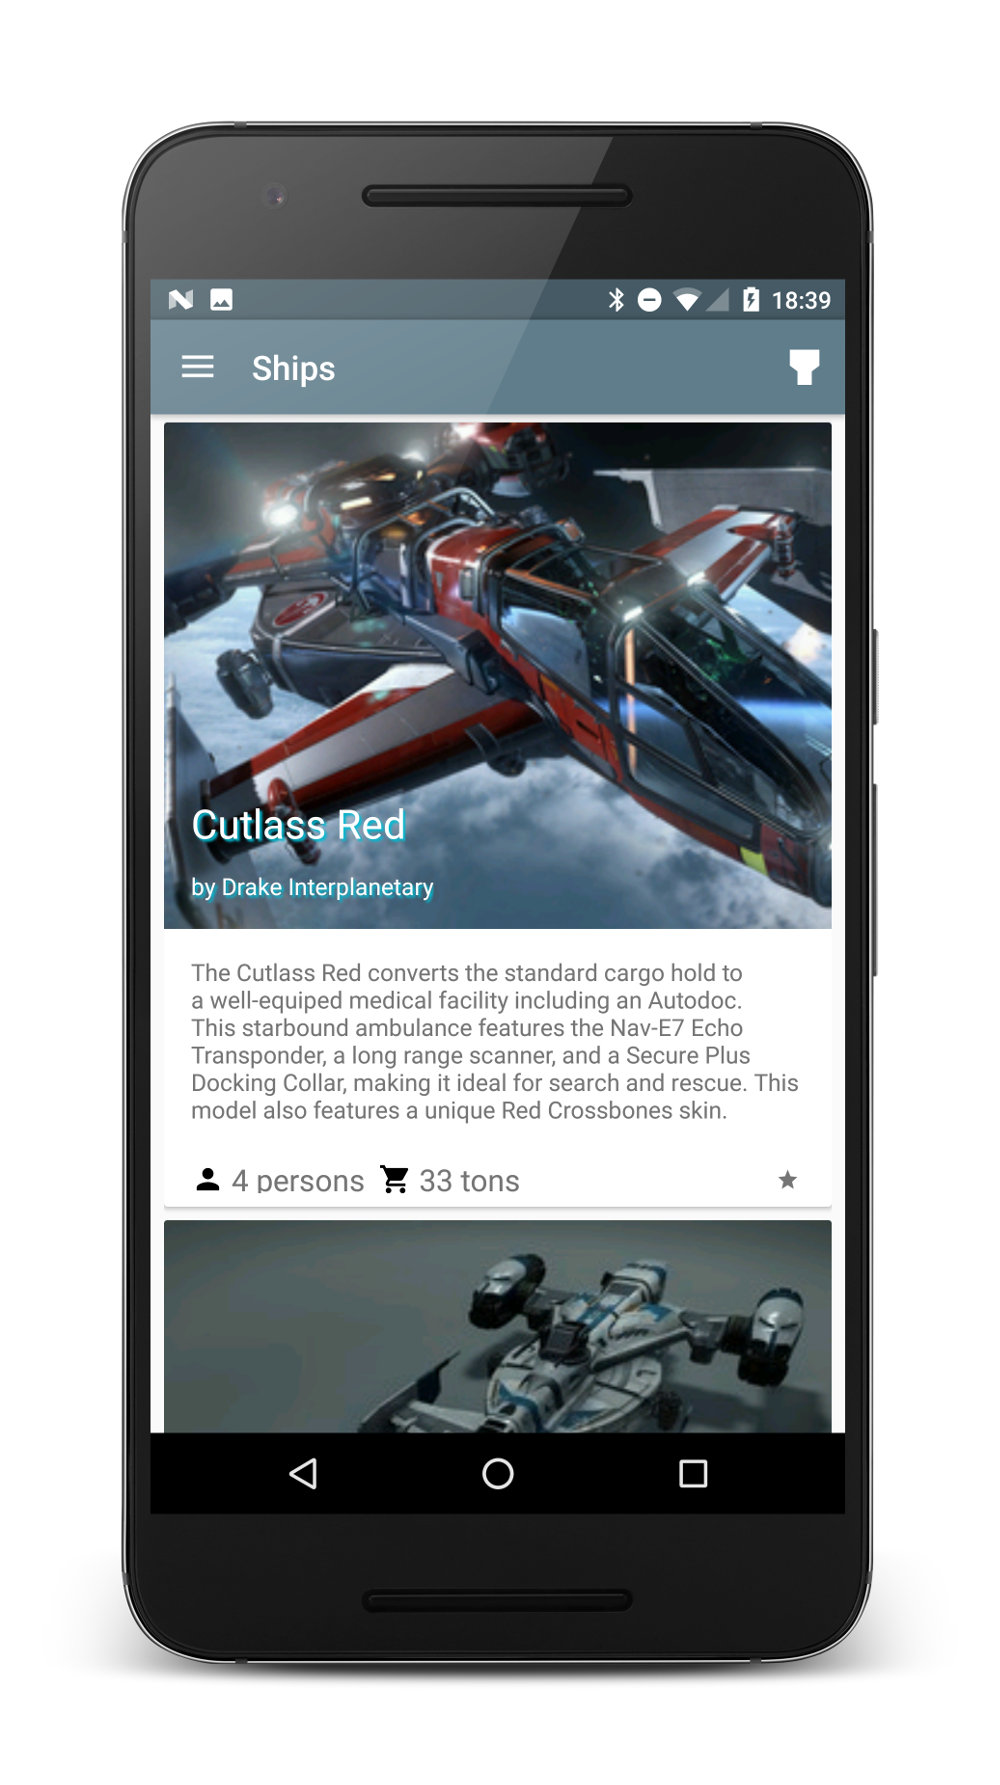 18:39
Ships
Cutlass Red
by Drake Interplanetary
The Cutlass Red converts the standard cargo hold to
a well-equiped medical facility including an Autodoc.
This starbound ambulance features the Nav-E7 Echo
Transponder, a long range scanner, and a Secure Plus
Docking Collar, making it ideal for search and rescue. This
model also features a unique Red Crossbones skin.
4 persons 33 tons